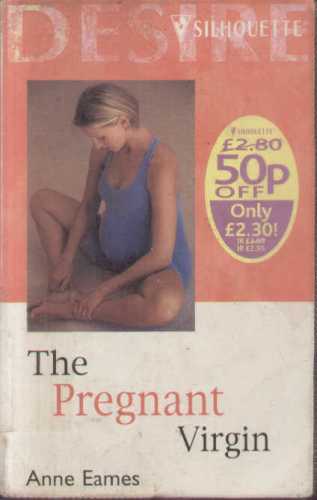 DESIRE
SILHOUETTE
SILHOUETTE
£2.80
50p
OFF
Only
£2.30!
The
Pregnant
Virgin
Anne Eames